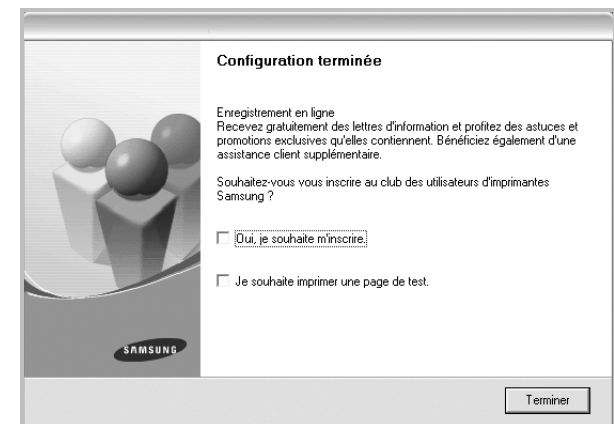 Configuration terminée
Enregistrement en ligne
Recevez gratuitement des lettres d'information et profitez des astuces et
promotions exclusives qu'elles contiennent. Bénéficiez également d'une
assistance client supplémentaire.
Souhaitez-vous vous inscrire au club des utilisateurs d'imprimantes
Samsung ?
Oui, je souhaite m'inscrire.
Je souhaite imprimer une page de test.
SAMSUNG
Terminer